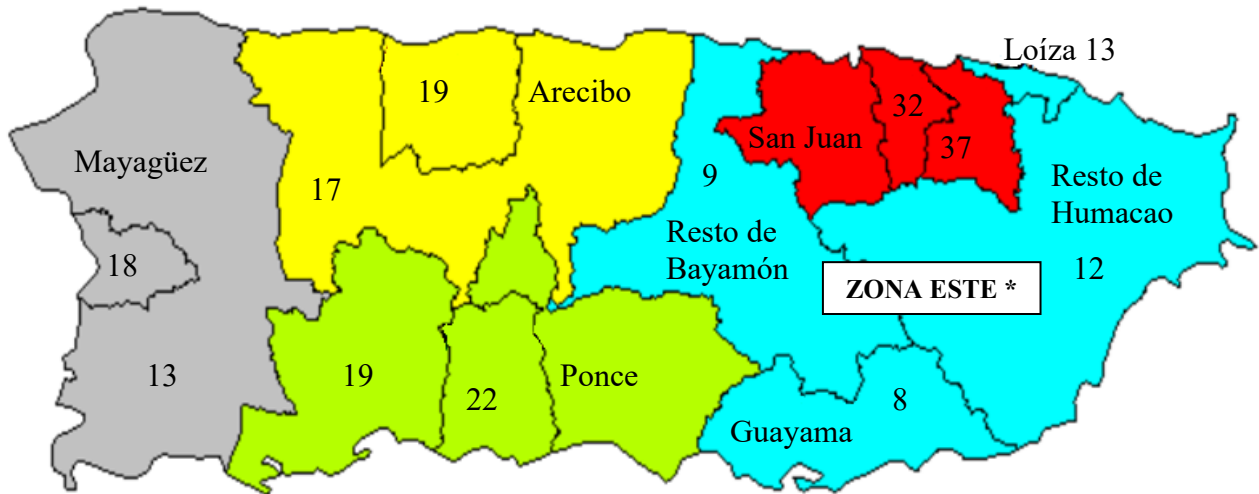 Loíza 13
19
Arecibo
32
San Juan
37
Mayagüez
17
9
Resto de
Humacao
Resto de
Bayamón
18
12
ZONA ESTE *
13
19
22
Ponce
8
Guayama